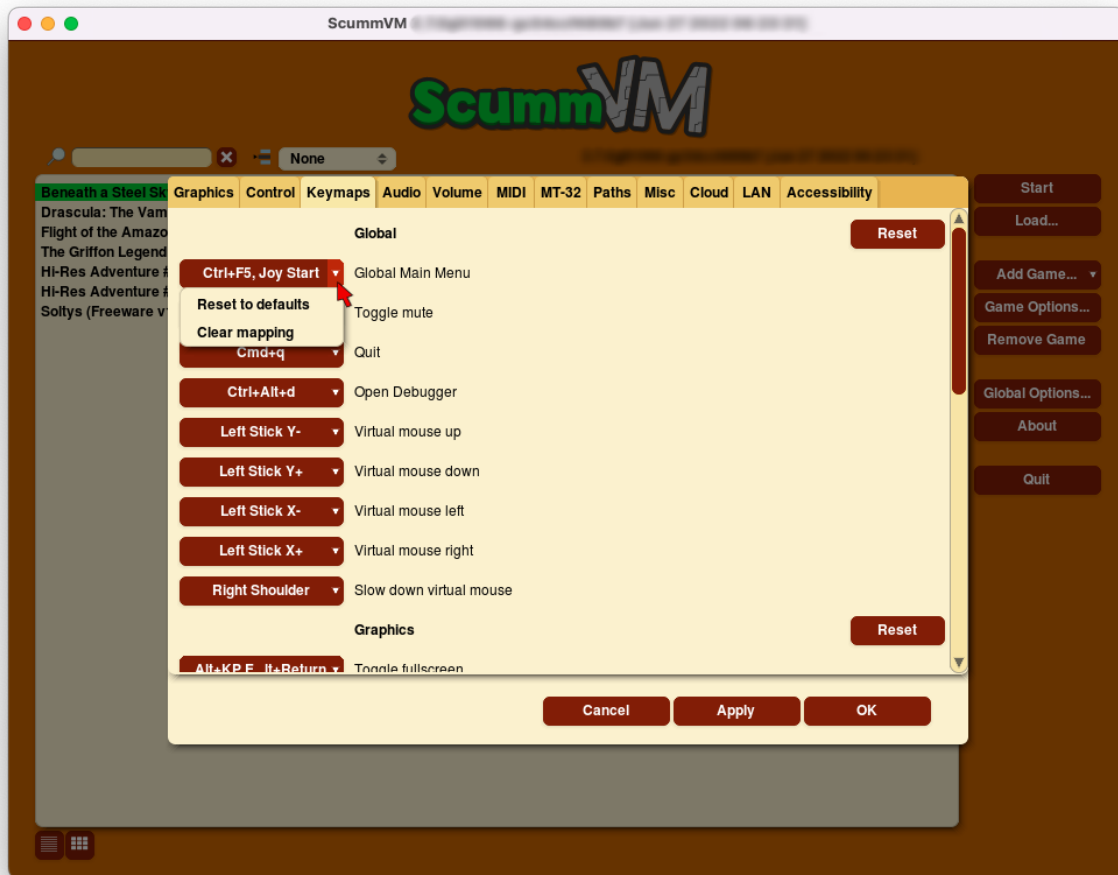 ScummVM
ScummVM
None
Beneath a Steel Sk
Drascula: The Vam
Flight of the Amazo
The Griffon Legend
Hi-Res Adventure #
Hi-Res Adventure #
Soltys (Freeware v
Graphics Control Keymaps Audio Volume MIDI MT-32 Paths Misc Cloud LAN Accessibility
Global Reset
Ctrl+F5, Joy Start Global Main Menu
Reset to defaults
Toggle mute
Clear mapping
Cmd+q Quit
Ctrl+Alt+d Open Debugger
Left Stick Y- Virtual mouse up
Left Stick Y+ Virtual mouse down
Left Stick X- Virtual mouse left
Left Stick X+ Virtual mouse right
Right Shoulder Slow down virtual mouse
Graphics Reset
Alt+KP E lt+Return Toggle fullscreen
Cancel Apply OK
Start
Load...
Add Game...
Game Options...
Remove Game
Global Options...
About
Quit